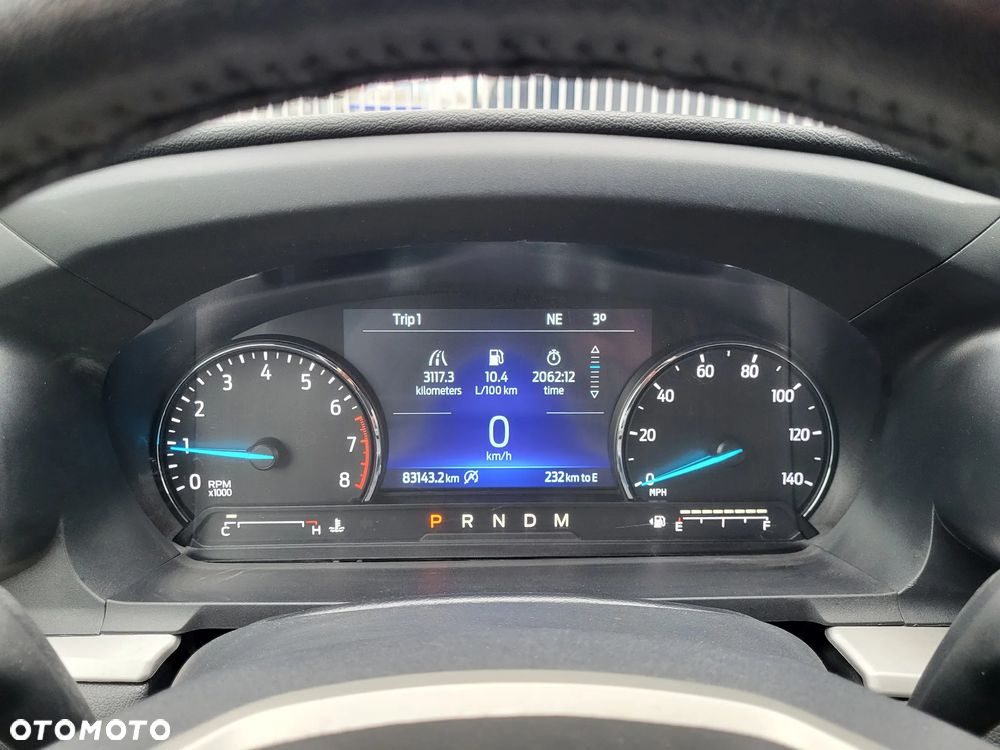 Trip 1 NE 3°
3117.3 10.4 2062:12
kilometers L/100 km time
0
km/h
83143.2 km 232 km to E
0 1 2 3 4 5 6 7 8
RPM
x1000
0 20 40 60 80 100 120 140
MPH
C H P R N D M E F
OTOMOTO